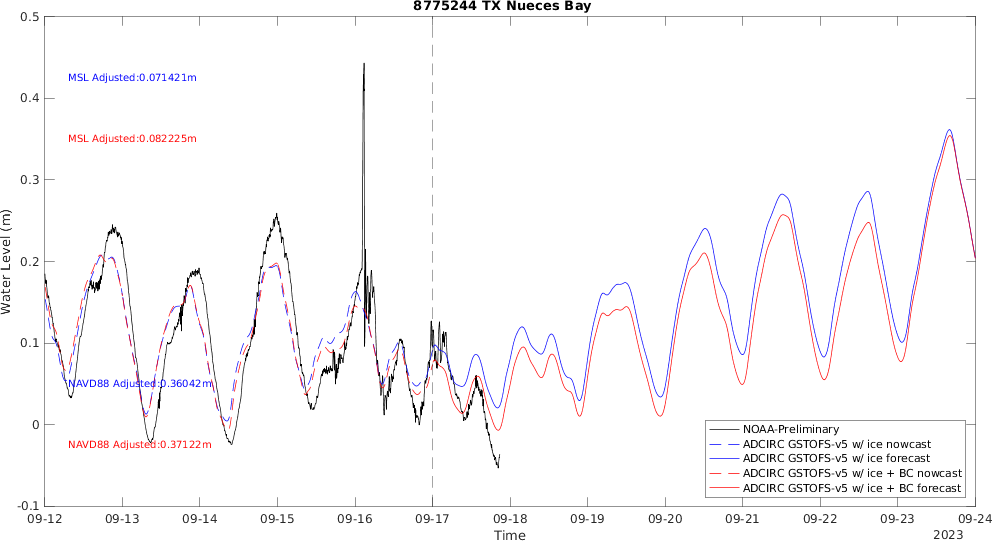 8775244 TX Nueces Bay
Water Level (m)
0.5
0.4
0.3
0.2
0.1
0
-0.1
MSL Adjusted:0.071421m
MSL Adjusted:0.082225m
NAVD88 Adjusted:0.36042m
NAVD88 Adjusted:0.37122m
NOAA-Preliminary
ADCIRC GSTOFS-v5 w/ ice nowcast
ADCIRC GSTOFS-v5 w/ ice forecast
ADCIRC GSTOFS-v5 w/ ice + BC nowcast
ADCIRC GSTOFS-v5 w/ ice + BC forecast
09-12 09-13 09-14 09-15 09-16 09-17 09-18 09-19 09-20 09-21 09-22 09-23 09-24
Time
2023